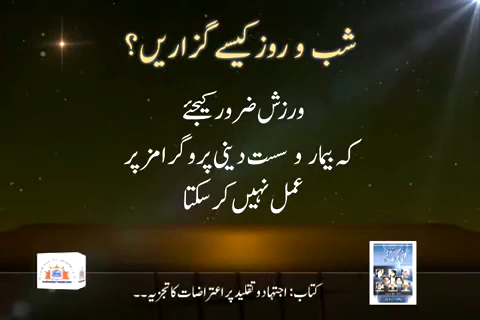 شب و روز کیسے گزاریں؟
ورزش ضرور کیجئے
کہ بیمار و سست دینی پروگرامز پر
عمل نہیں کر سکتا
کتاب: اجتہاد و تقلید پر اعتراضات کا تجزیہ۔۔